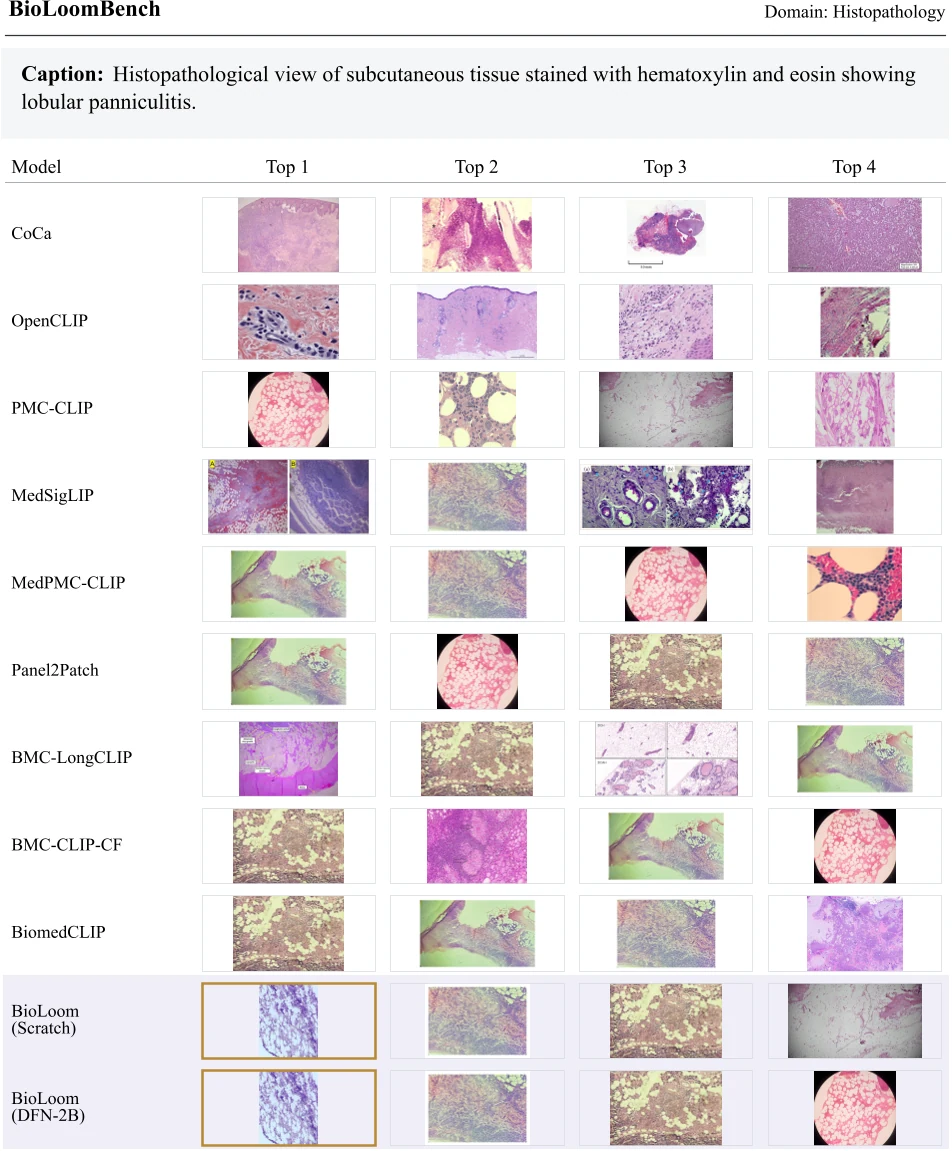 BioLoomBench
Domain: Histopathology
Caption: Histopathological view of subcutaneous tissue stained with hematoxylin and eosin showing
lobular panniculitis.
Model Top 1 Top 2 Top 3 Top 4
CoCa
OpenCLIP
PMC-CLIP
MedSigLIP
A B
MedPMC-CLIP
Panel2Patch
BMC-LongCLIP
BMC-CLIP-CF
BiomedCLIP
BioLoom
(Scratch)
BioLoom
(DFN-2B)